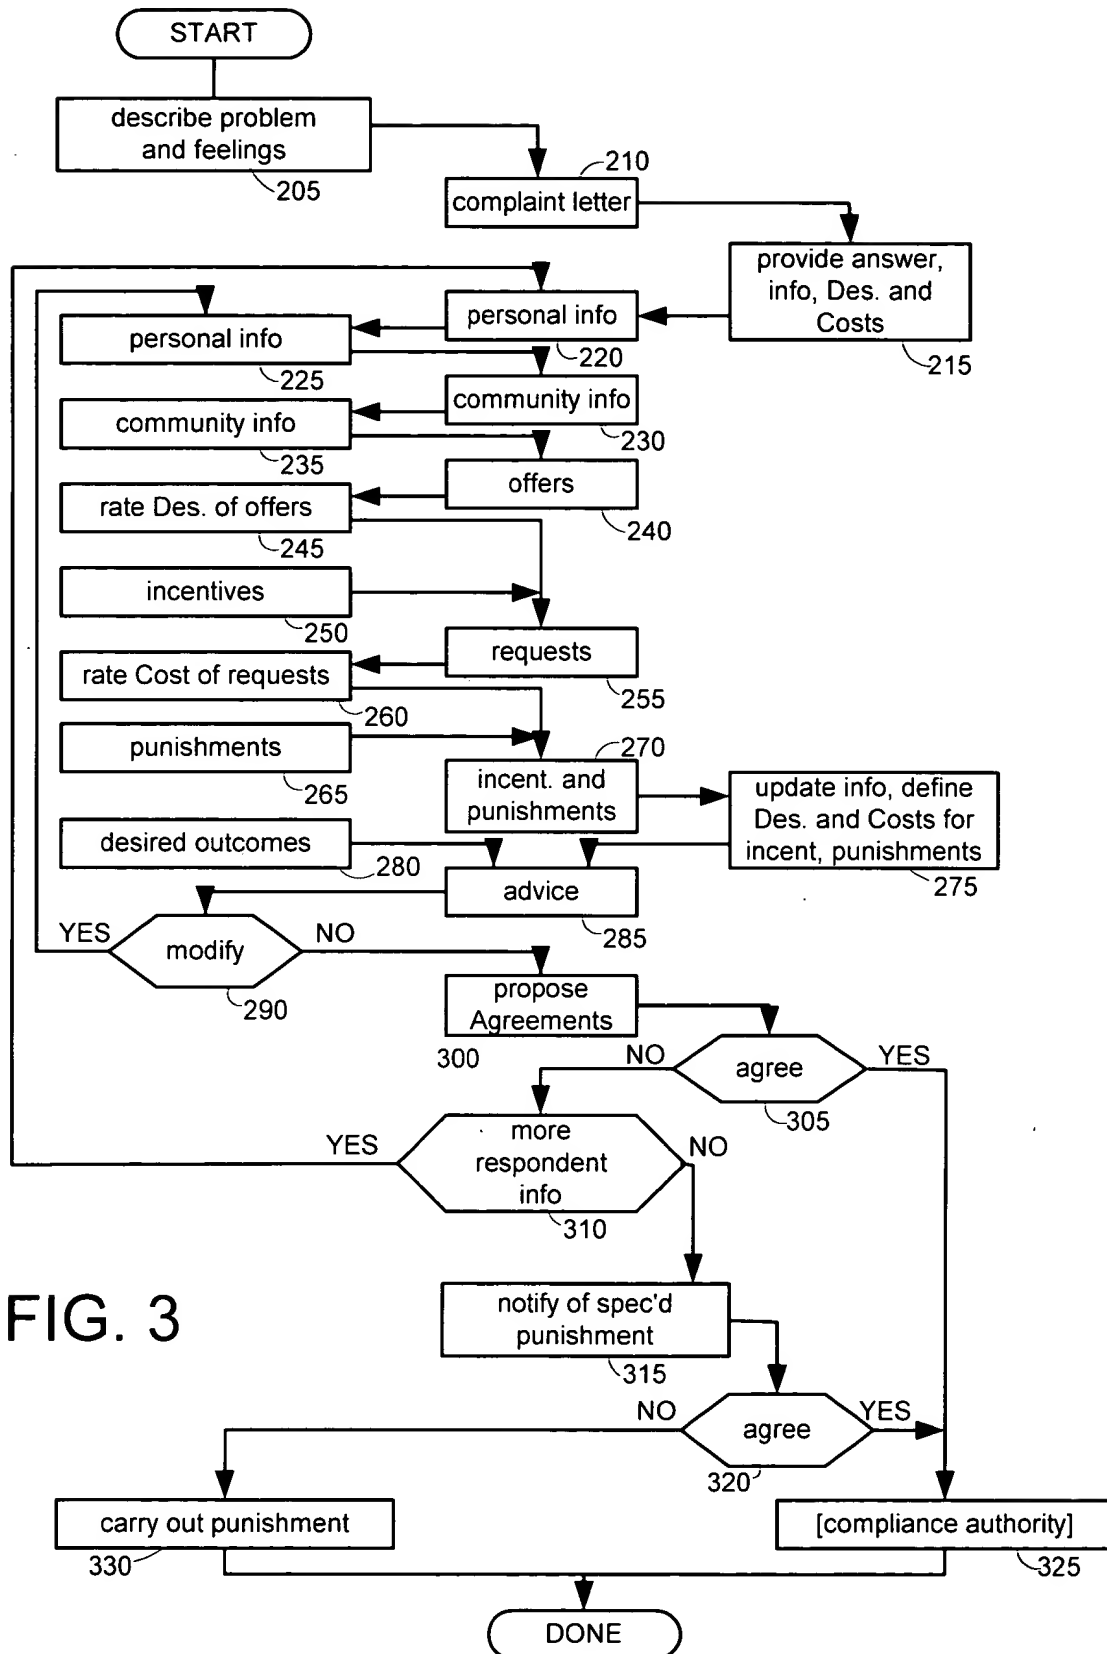 START
describe problem
and feelings
205
210
complaint letter
provide answer,
info, Des. and
Costs
215
personal info
220
personal info
225
community info
230
community info
235
offers
240
rate Des. of offers
245
incentives
250
requests
255
rate Cost of requests
260
punishments
265
270
incent. and
punishments
update info, define
Des. and Costs for
incent, punishments
275
desired outcomes
280
advice
285
YES
modify
NO
290
propose
Agreements
300
NO
agree
YES
305
YES
more
respondent
info
NO
310
FIG. 3
notify of spec'd
punishment
315
NO
agree
YES
320
carry out punishment
330
[compliance authority]
325
DONE